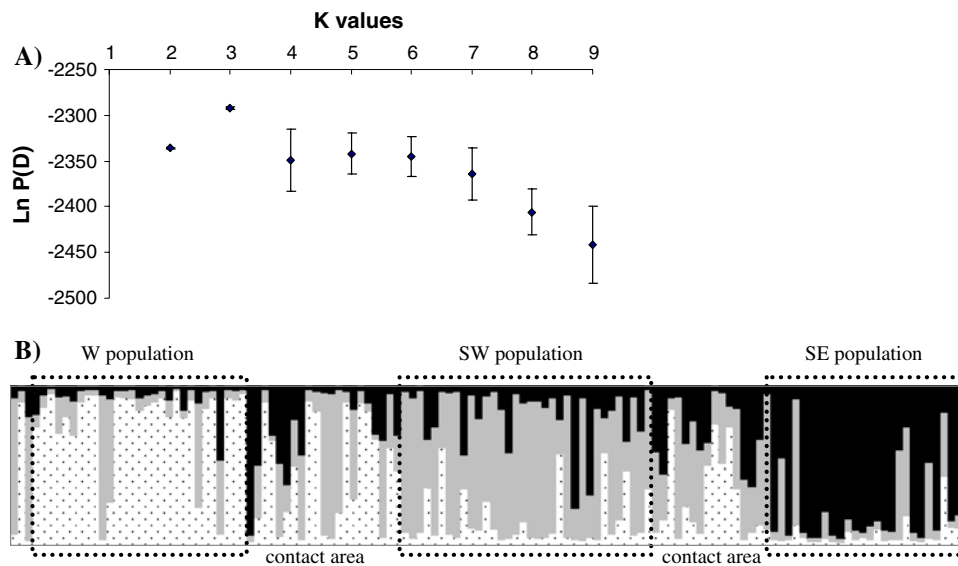 K values
A)
1 2 3 4 5 6 7 8 9
-2250
-2300
-2350
-2400
-2450
-2500
Ln P(D)
B)
W population SW population SE population
contact area contact area